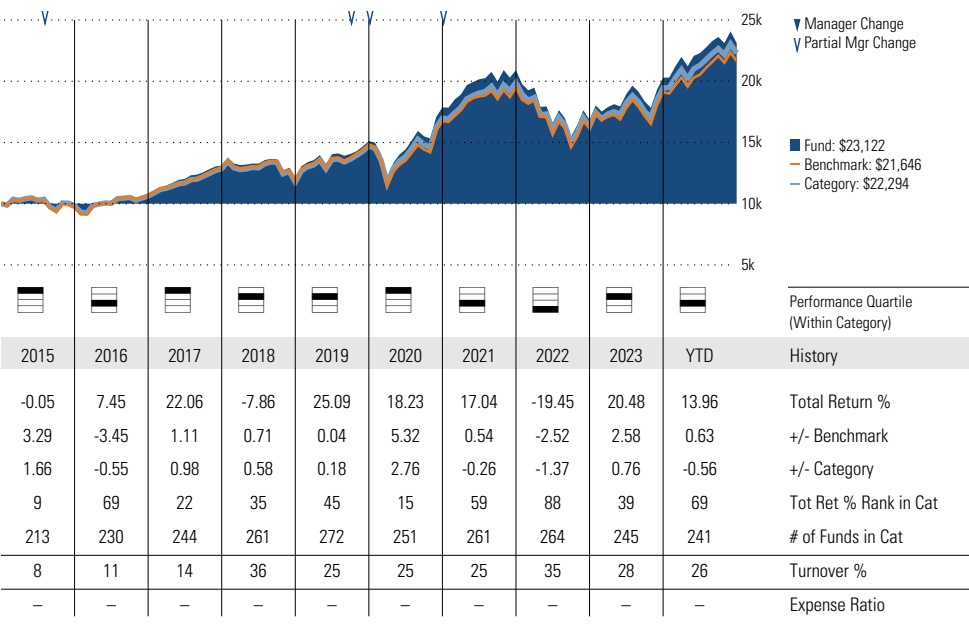 25k
▼ Manager Change
Partial Mgr Change
20k
Fund: $23,122
15k
Benchmark: $21,646
Category: $22,294
10k
5k
Performance Quartile
(Within Category)
2015 2016 2017 2018 2019 2020 2021 2022 2023 YTD History
-0.05 7.45 22.06 -7.86 25.09 18.23 17.04 -19.45 20.48 13.96 Total Return %
3.29 -3.45 1.11 0.71 0.04 5.32 0.54 -2.52 2.58 0.63 +/- Benchmark
1.66 -0.55 0.98 0.58 0.18 2.76 -0.26 -1.37 0.76 -0.56 +/- Category
9 69 22 35 45 15 59 88 39 69 Tot Ret % Rank in Cat
213 230 244 261 272 251 261 264 245 241 # of Funds in Cat
8 11 14 36 25 25 25 35 28 26 Turnover %
– – – – – – – – – – Expense Ratio